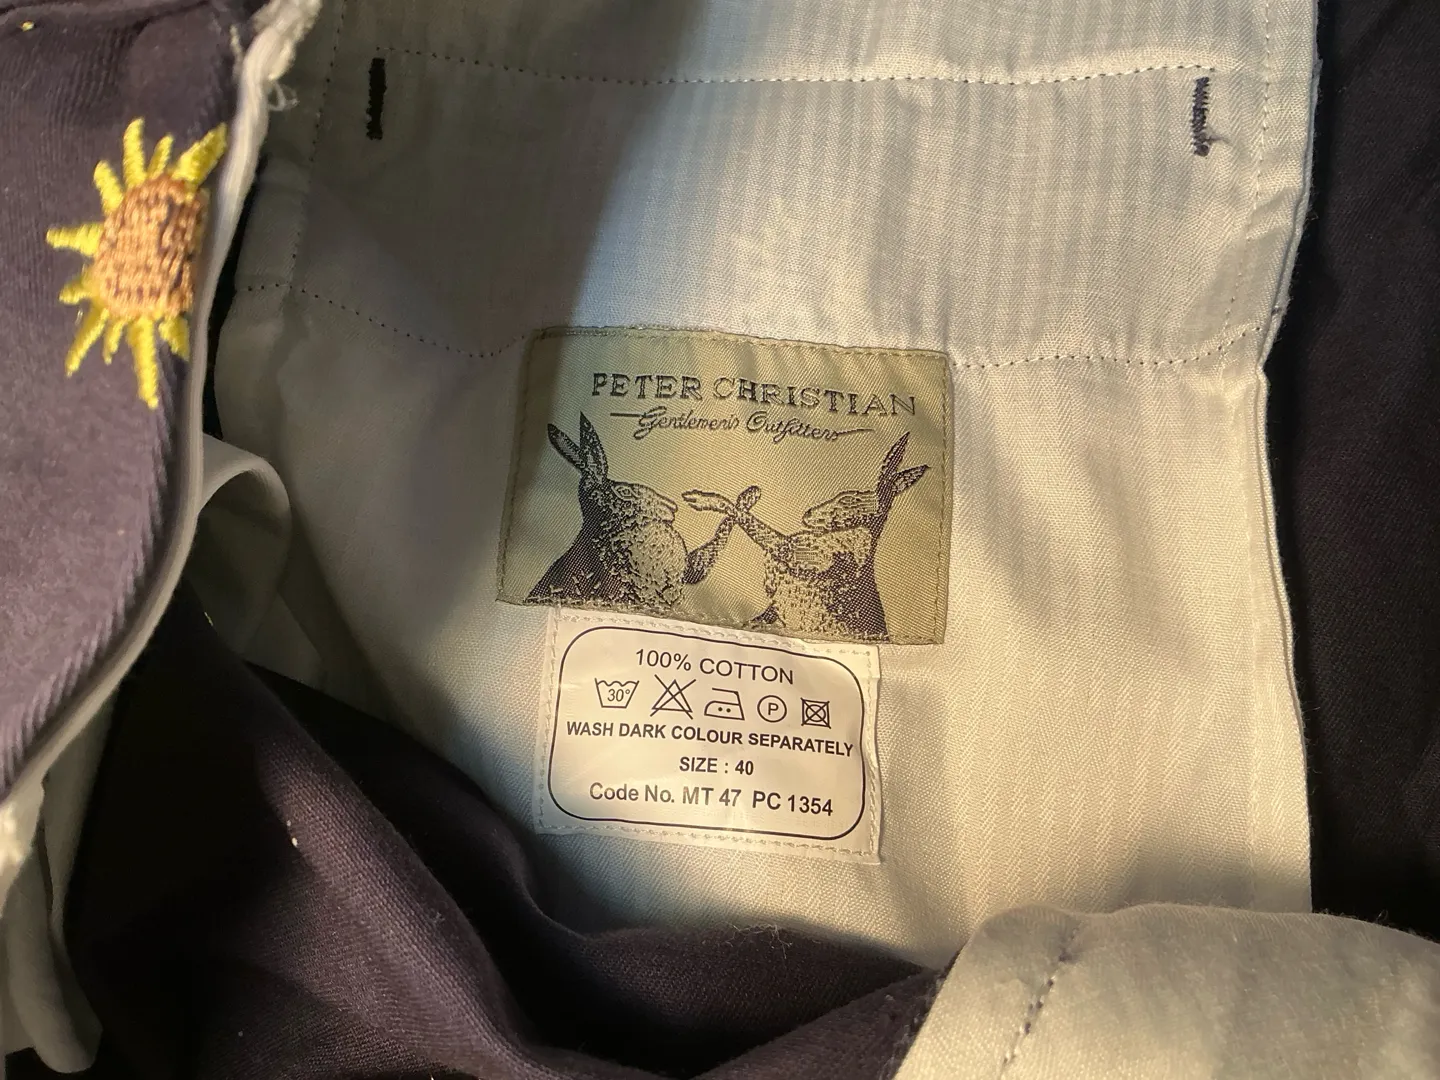 PETER CHRISTIAN
Gentlemen's Outfitters
100% COTTON
30° P
WASH DARK COLOUR SEPARATELY
SIZE : 40
Code No. MT 47 PC 1354